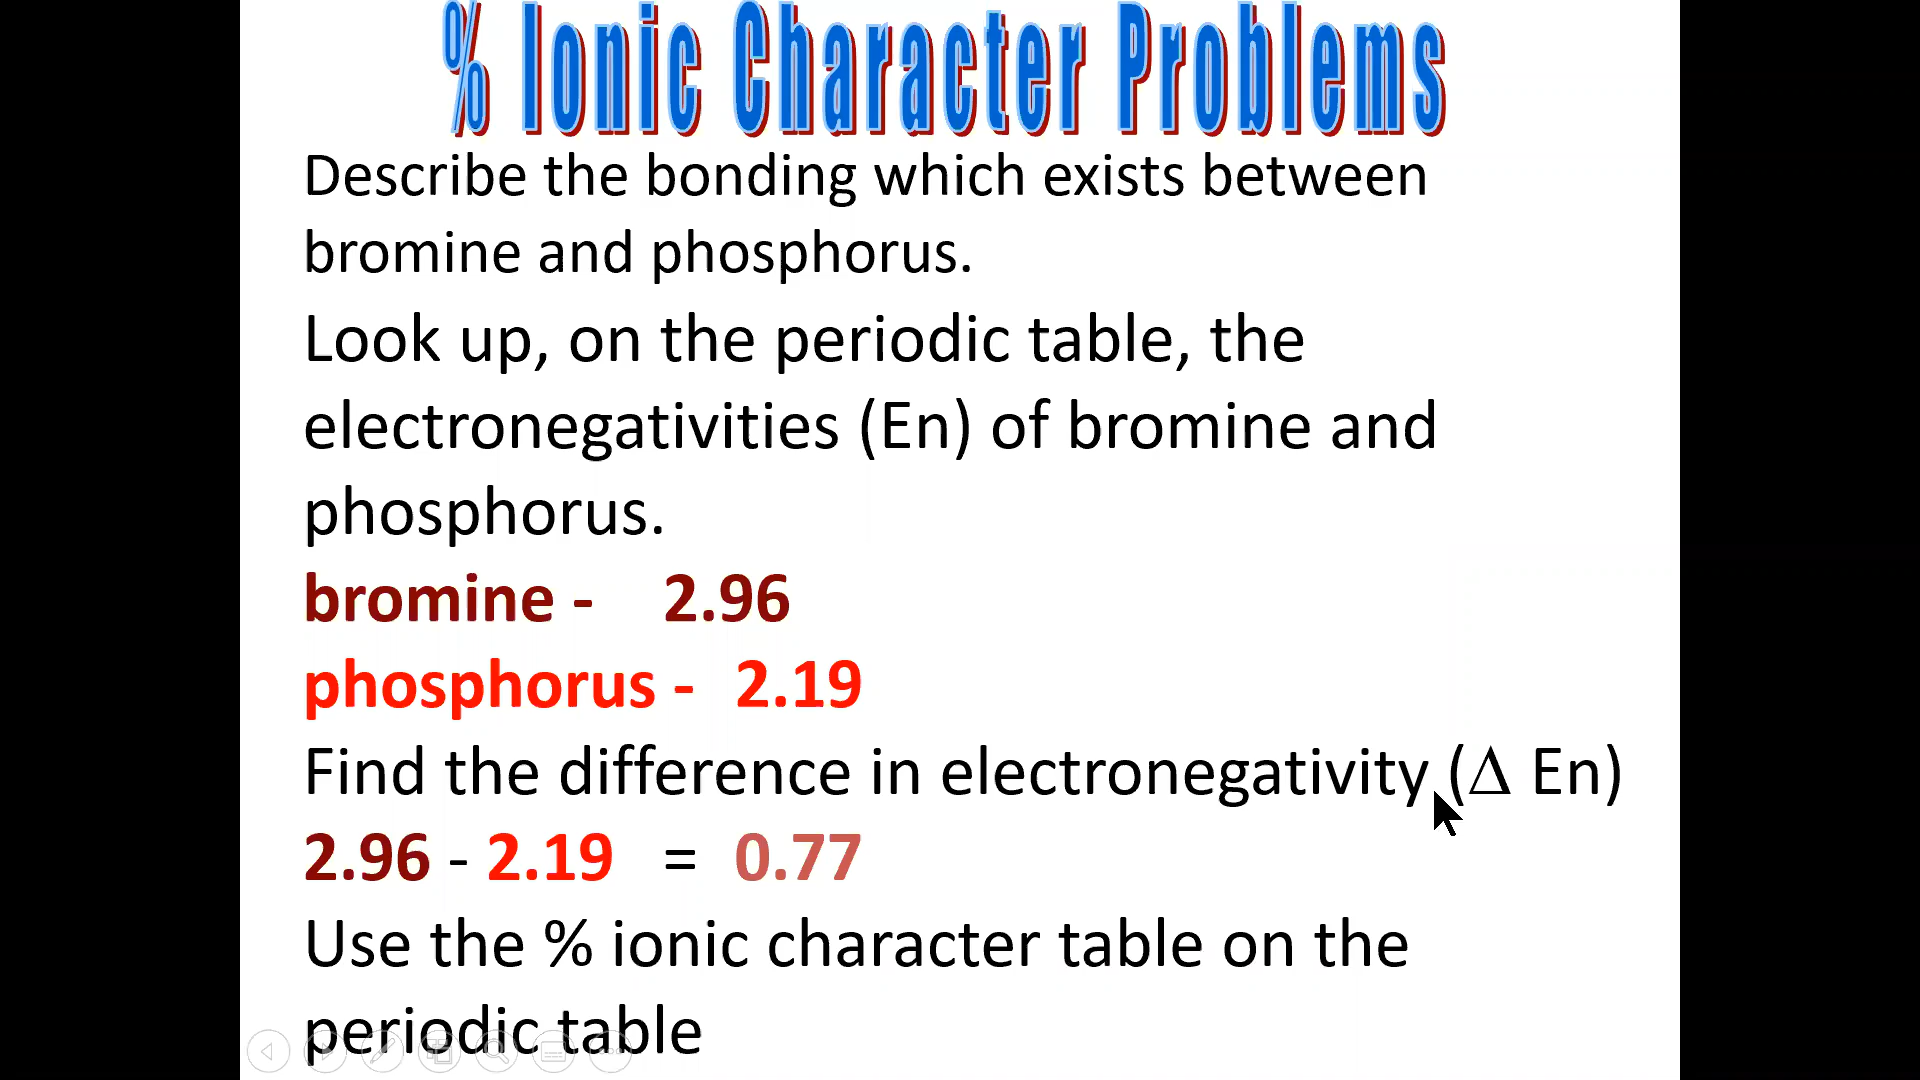 % Ionic Character Problems
Describe the bonding which exists between
bromine and phosphorus.
Look up, on the periodic table, the
electronegativities (En) of bromine and
phosphorus.
bromine - 2.96
phosphorus - 2.19
Find the difference in electronegativity (Δ En)
2.96 - 2.19 = 0.77
Use the % ionic character table on the
periodic table